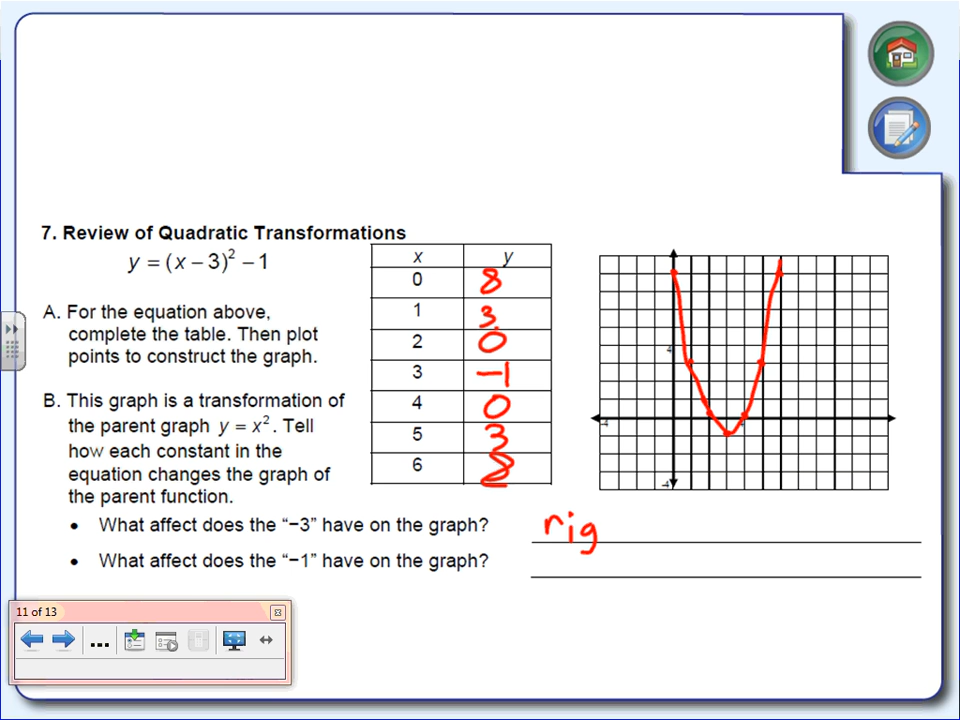 7. Review of Quadratic Transformations
y = (x – 3)² – 1
A. For the equation above,
complete the table. Then plot
points to construct the graph.
B. This graph is a transformation of
the parent graph y = x². Tell
how each constant in the
equation changes the graph of
the parent function.
x y
0 8
1 3
2 0
3 –1
4 0
5 3
6 8
4
-4 4
-4
• What affect does the “−3” have on the graph? rig
• What affect does the “−1” have on the graph?
11 of 13